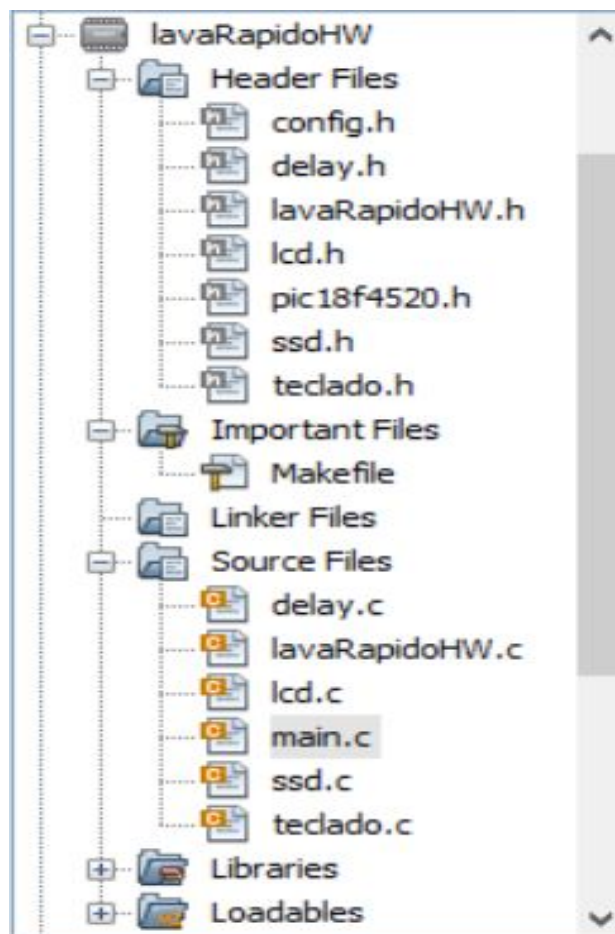 lavaRapidoHW
Header Files
config.h
delay.h
lavaRapidoHW.h
lcd.h
pic18f4520.h
ssd.h
teclado.h
Important Files
Makefile
Linker Files
Source Files
delay.c
lavaRapidoHW.c
lcd.c
main.c
ssd.c
teclado.c
Libraries
Loadables